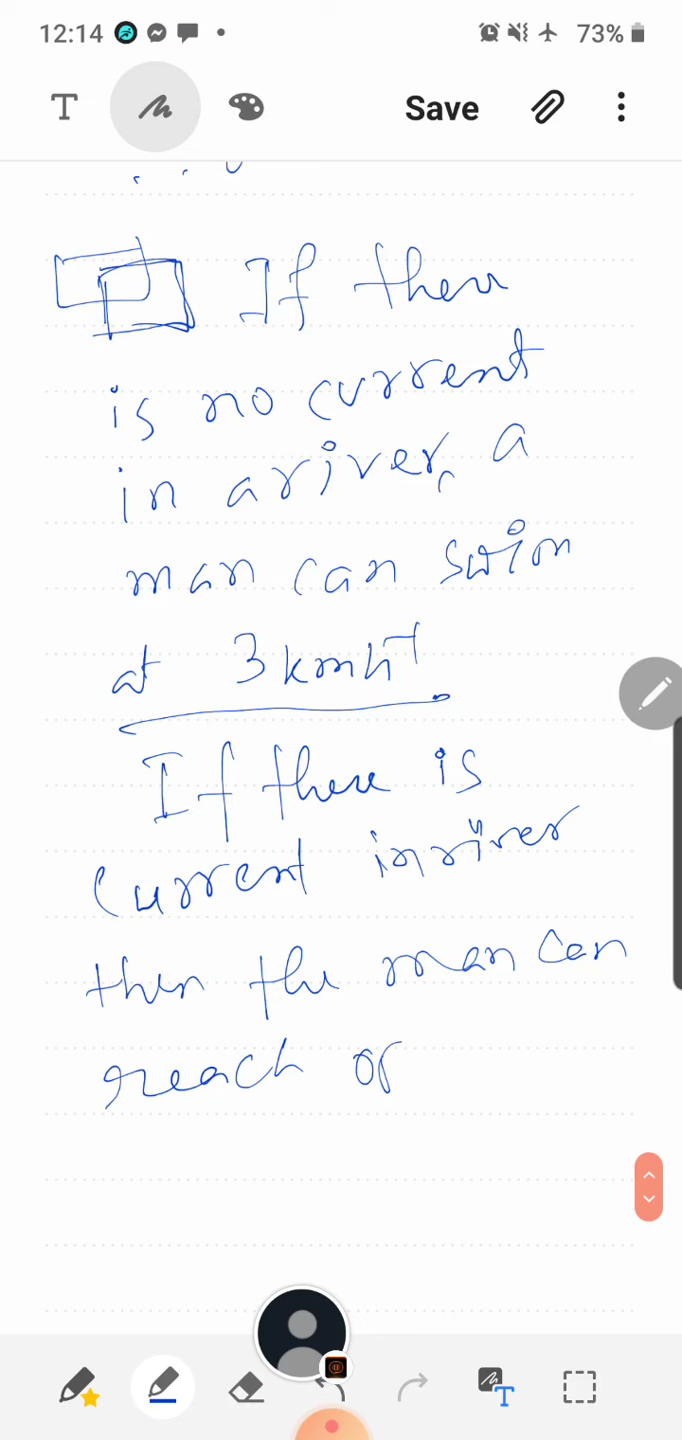 12:14 73%
T Save
If there
is no current
in a river, a
man can swim
at 3kmh⁻¹
If there is
current in river
then the man can
reach or
T